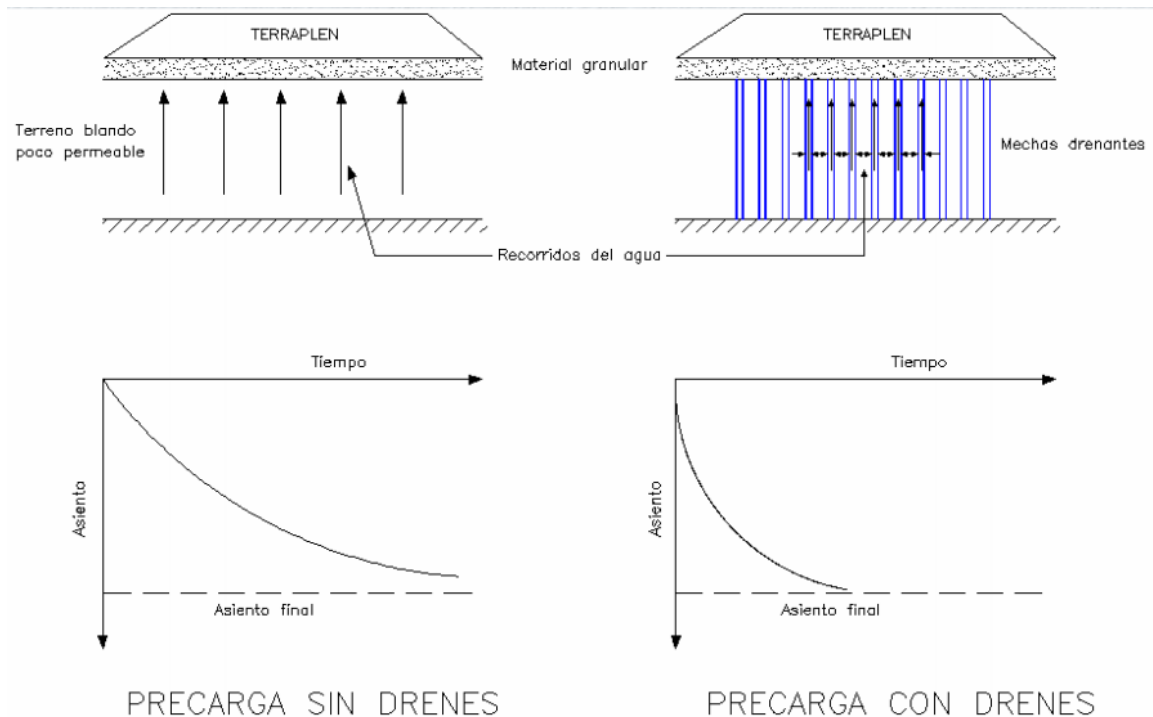 TERRAPLEN
TERRAPLEN
Material granular
Terreno blando
poco permeable
Mechas drenantes
Recorridos del agua
Tiempo
Tiempo
Asiento
Asiento
Asiento final
Asiento final
PRECARGA SIN DRENES
PRECARGA CON DRENES